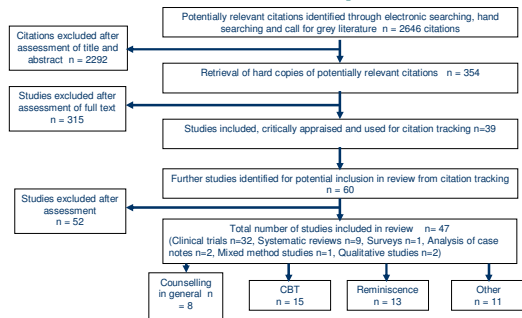 Potentially relevant citations identified through electronic searching, hand
searching and call for grey literature = 2646 citations
Citations excluded after
assessment of title and
abstract n = 2292
Retrieval of hard copies of potentially relevant citations n = 354
Studies excluded after
assessment of full text
n = 315
Studies included, critically appraised and used for citation tracking n=39
Further studies identified for potential inclusion in review from citation tracking
n = 60
Studies excluded after
assessment
n = 52
Total number of studies included in review n= 47
(Clinical trials n=32, Systematic reviews n=9, Surveys n=1, Analysis of case
notes n=2, Mixed method studies n=1, Qualitative studies n=2)
Counselling
in general n
= 8
CBT
n = 15
Reminiscence
n = 13
Other
n = 11